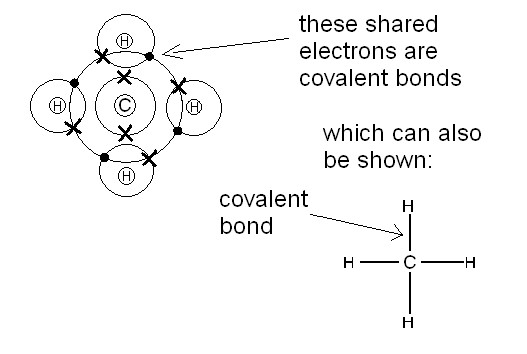 H
these shared
electrons are
covalent bonds
H C H
H
which can also
be shown:
covalent
bond
H
H C H
H